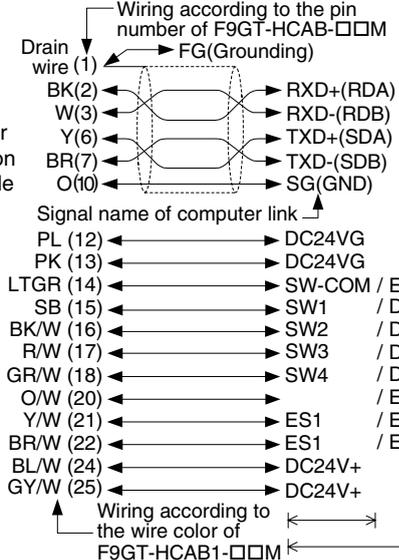 Wiring according to the pin
number of F9GT-HCAB-□□M
Drain
wire (1) FG(Grounding)
BK(2) RXD+(RDA)
W(3) RXD-(RDB)
Y(6) TXD+(SDA)
BR(7) TXD-(SDB)
O(10) SG(GND)
Signal name of computer link
PL (12) DC24VG
PK (13) DC24VG
LTGR (14) SW-COM /
SB (15) SW1 /
BK/W (16) SW2 /
R/W (17) SW3 /
GR/W (18) SW4 /
O/W (20) /
Y/W (21) ES1 /
BR/W (22) ES1 /
BL/W (24) DC24V+
GY/W (25) DC24V+
Wiring according to
the wire color of
F9GT-HCAB1-□□M